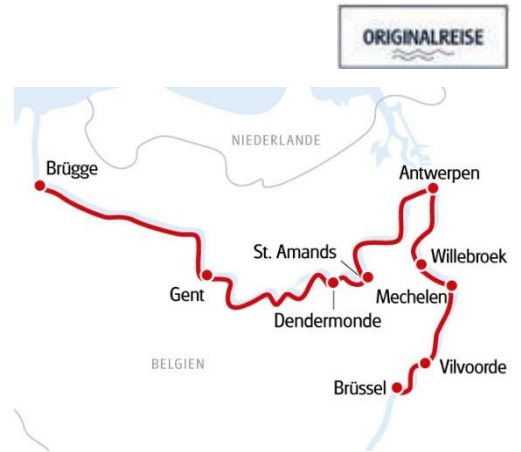 ORIGINALREISE
NIEDERLANDE
Brügge
Antwerpen
St. Amands
Willebroek
Gent
Mechelen
Dendermonde
BELGIEN
Vilvoorde
Brüssel